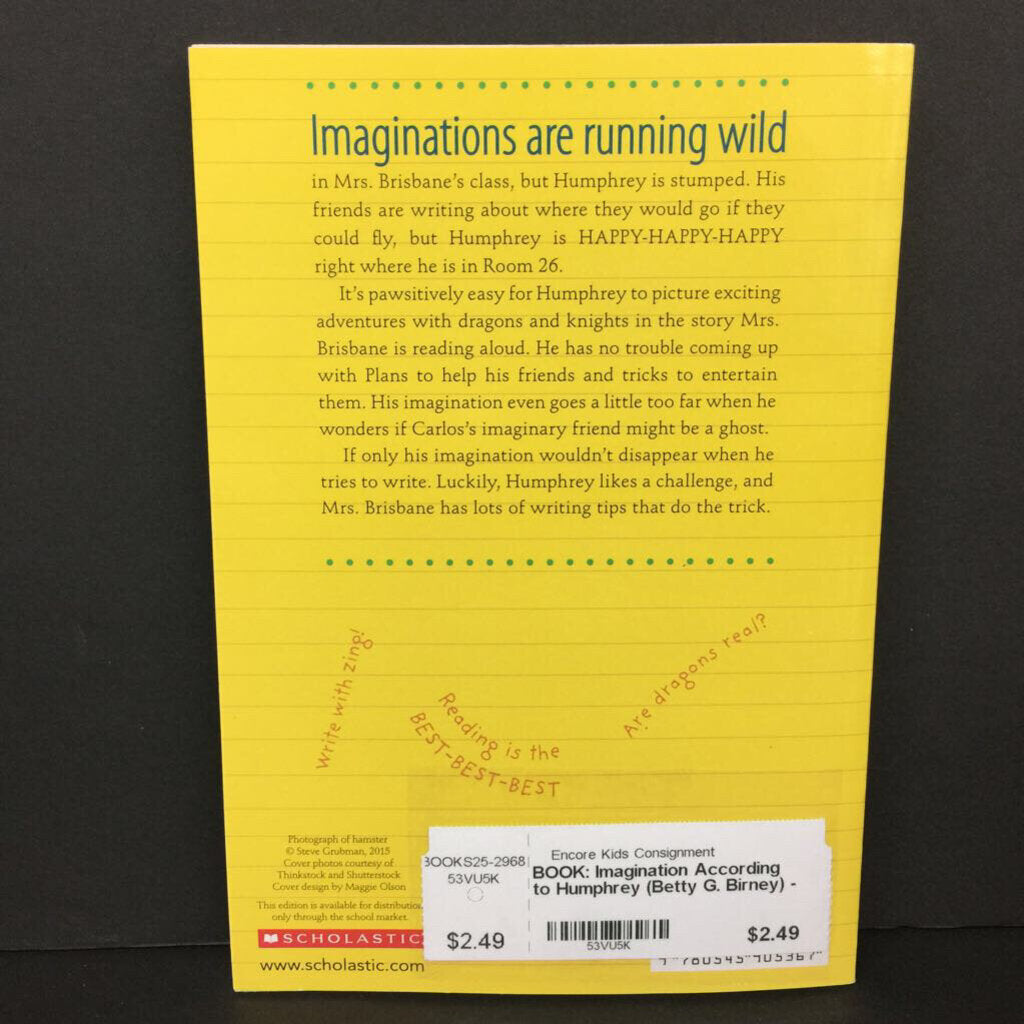 Imaginations are running wild
in Mrs. Brisbane's class, but Humphrey is stumped. His
friends are writing about where they would go if they
could fly, but Humphrey is HAPPY-HAPPY-HAPPY
right where he is in Room 26.
It's pawsitively easy for Humphrey to picture exciting
adventures with dragons and knights in the story Mrs.
Brisbane is reading aloud. He has no trouble coming up
with Plans to help his friends and tricks to entertain
them. His imagination even goes a little too far when he
wonders if Carlos's imaginary friend might be a ghost.
If only his imagination wouldn't disappear when he
tries to write. Luckily, Humphrey likes a challenge, and
Mrs. Brisbane has lots of writing tips that do the trick.
Write with zing!
Reading is the
BEST-BEST-BEST
Are dragons real?
Photograph of hamster
© Steve Grubman, 2015
Cover photos courtesy of
Thinkstock and Shutterstock
Cover design by Maggie Olson
This edition is available for distributio
only through the school market.
SCHOLASTIC
www.scholastic.com
BOOKS25-2968
53VU5K
$2.49
Encore Kids Consignment
BOOK: Imagination According
to Humphrey (Betty G. Birney) -
53VU5K
$2.49